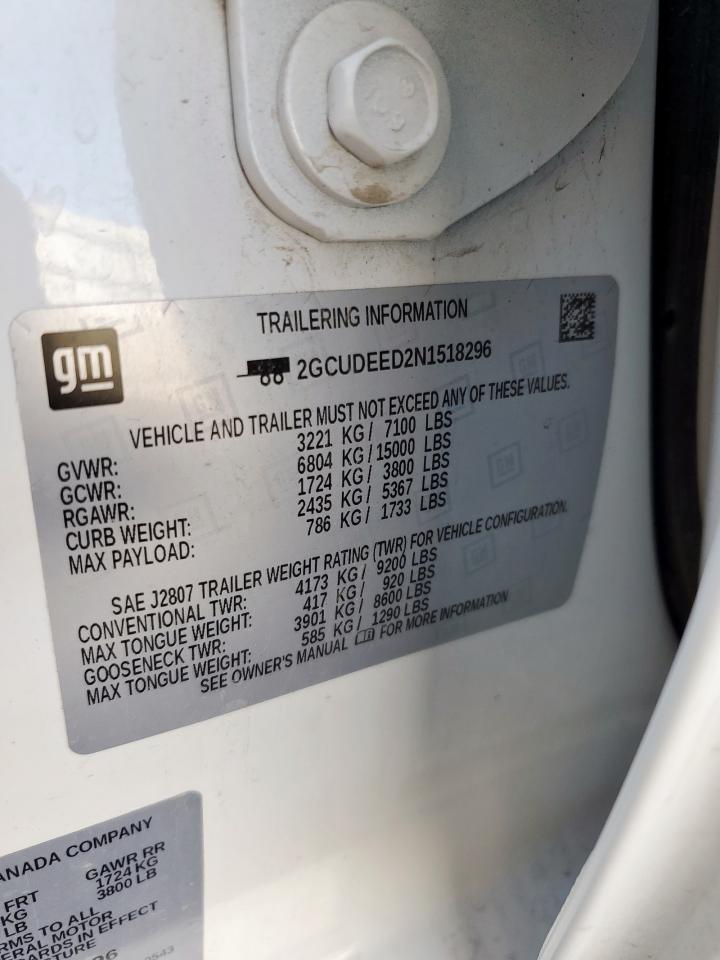 TRAILERING INFORMATION
gm
2GCUDEED2N1518296
VEHICLE AND TRAILER MUST NOT EXCEED ANY OF THESE VALUES.
GVWR: 3221 KG/ 7100 LBS
GCWR: 6804 KG/15000 LBS
RGAWR: 1724 KG/ 3800 LBS
CURB WEIGHT: 2435 KG/ 5367 LBS
MAX PAYLOAD: 786 KG/ 1733 LBS
SAE J2807 TRAILER WEIGHT RATING (TWR) FOR VEHICLE CONFIGURATION.
CONVENTIONAL TWR: 4173 KG/ 9200 LBS
MAX TONGUE WEIGHT: 417 KG/ 920 LBS
GOOSENECK TWR: 3901 KG/ 8600 LBS
MAX TONGUE WEIGHT: 585 KG/ 1290 LBS
SEE OWNER'S MANUAL FOR MORE INFORMATION
ANADA COMPANY
FRT GAWR RR
KG 1724 KG
LB 3800 LB
RMS TO ALL
ERAL MOTOR
ARDS IN EFFECT
TURE